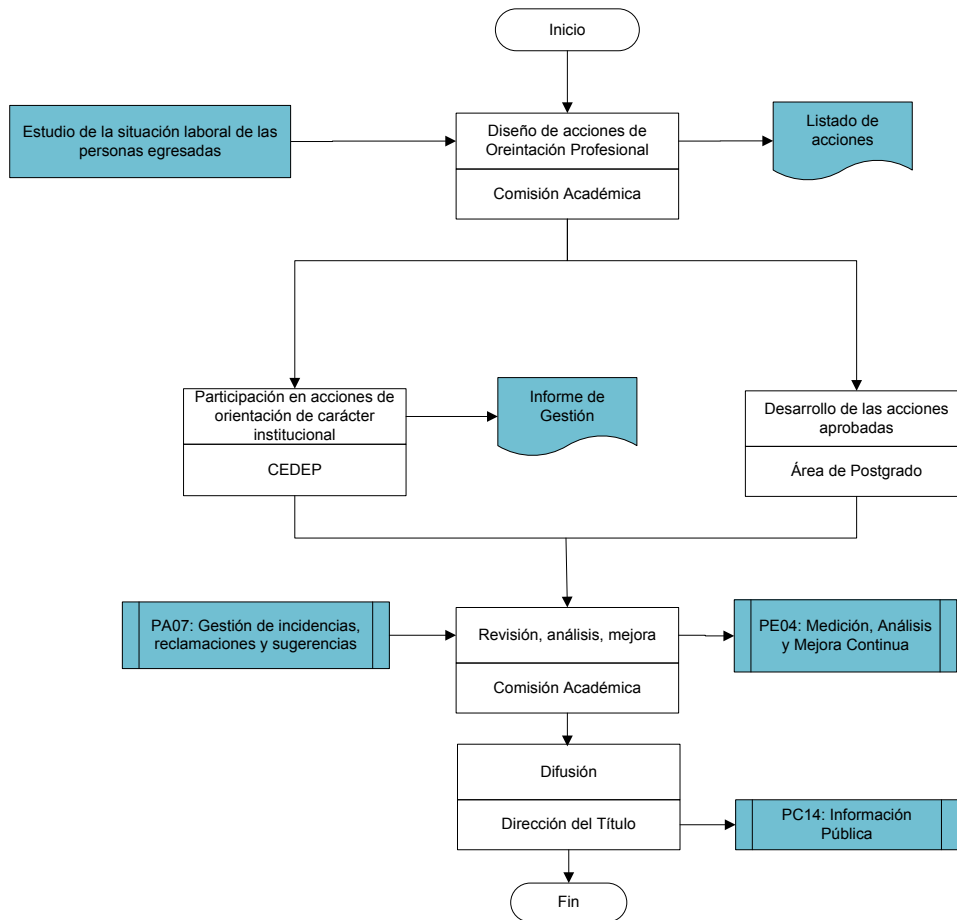 Inicio
Estudio de la situación laboral de las
personas egresadas
Diseño de acciones de
Oreintación Profesional
Comisión Académica
Listado de
acciones
Participación en acciones de
orientación de carácter
institucional
CEDEP
Informe de
Gestión
Desarrollo de las acciones
aprobadas
Área de Postgrado
PA07: Gestión de incidencias,
reclamaciones y sugerencias
Revisión, análisis, mejora
Comisión Académica
PE04: Medición, Análisis
y Mejora Continua
Difusión
Dirección del Título
PC14: Información
Pública
Fin